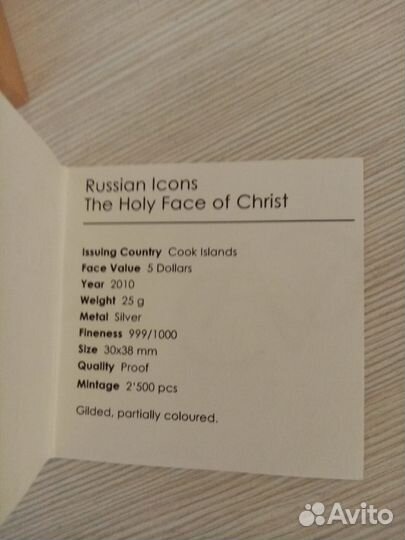 Russian Icons
The Holy Face of Christ
Issuing Country Cook Islands
Face Value 5 Dollars
Year 2010
Weight 25 g
Metal Silver
Fineness 999/1000
Size 30x38 mm
Quality Proof
Mintage 2'500 pcs
Gilded, partially coloured.
Avito